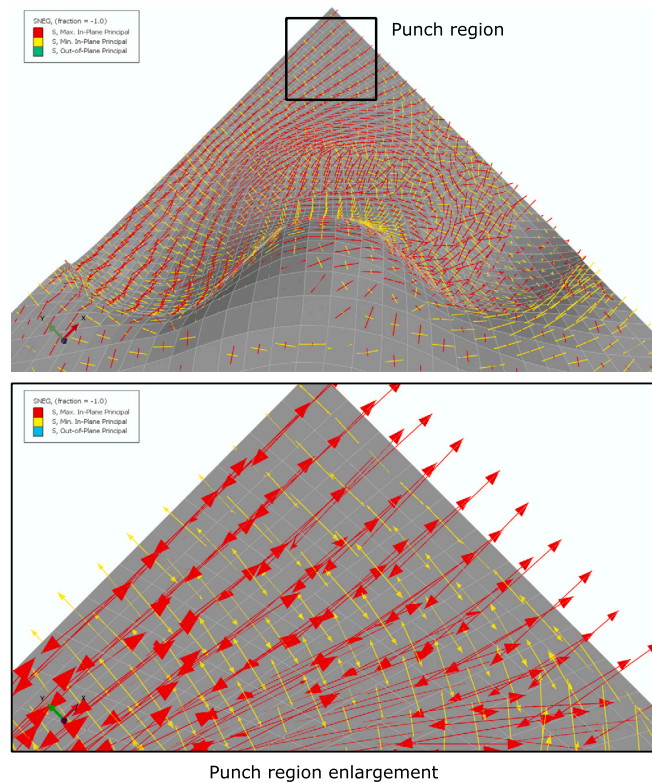 SNEG, (fraction = -1.0)
S, Max. In-Plane Principal
S, Min. In-Plane Principal
S, Out-of-Plane Principal
Punch region
Y
X
SNEG, (fraction = -1.0)
S, Max. In-Plane Principal
S, Min. In-Plane Principal
S, Out-of-Plane Principal
Y
X
Punch region enlargement